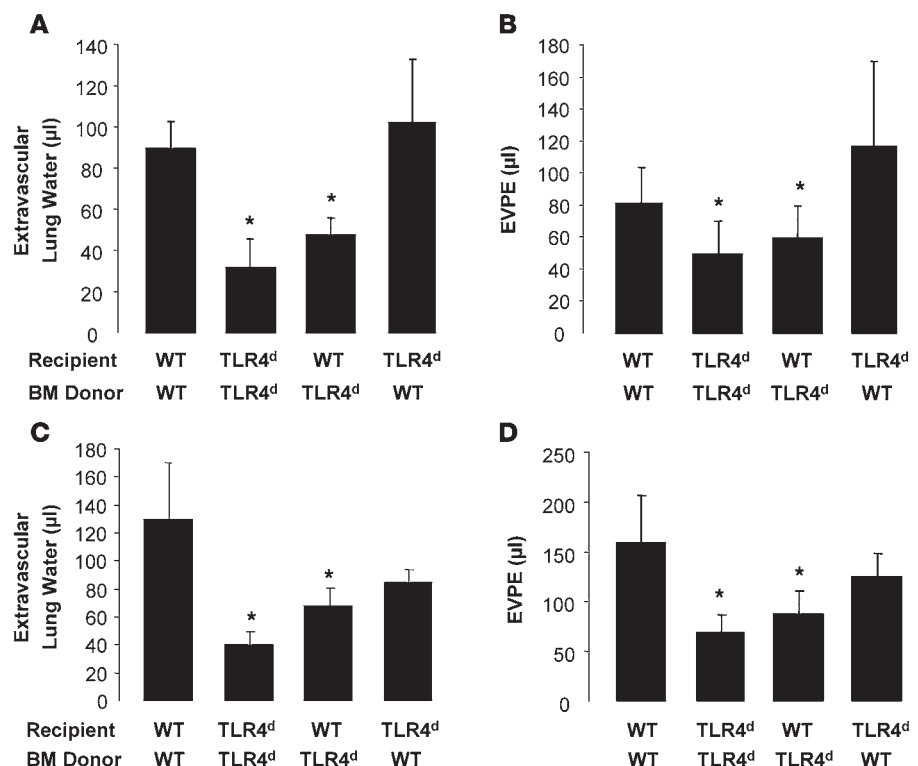 A
Extravascular
Lung Water (µl)
140
120
100
80
60
40
20
0
*
*
Recipient WT TLR4ᵈ WT TLR4ᵈ
BM Donor WT TLR4ᵈ TLR4ᵈ WT
B
EVPE (µl)
180
160
140
120
100
80
60
40
20
0
*
*
WT TLR4ᵈ WT TLR4ᵈ
WT TLR4ᵈ TLR4ᵈ WT
C
Extravascular
Lung Water (µl)
180
160
140
120
100
80
60
40
20
0
*
*
Recipient WT TLR4ᵈ WT TLR4ᵈ
BM Donor WT TLR4ᵈ TLR4ᵈ WT
D
EVPE (µl)
250
200
150
100
50
0
*
*
WT TLR4ᵈ WT TLR4ᵈ
WT TLR4ᵈ TLR4ᵈ WT